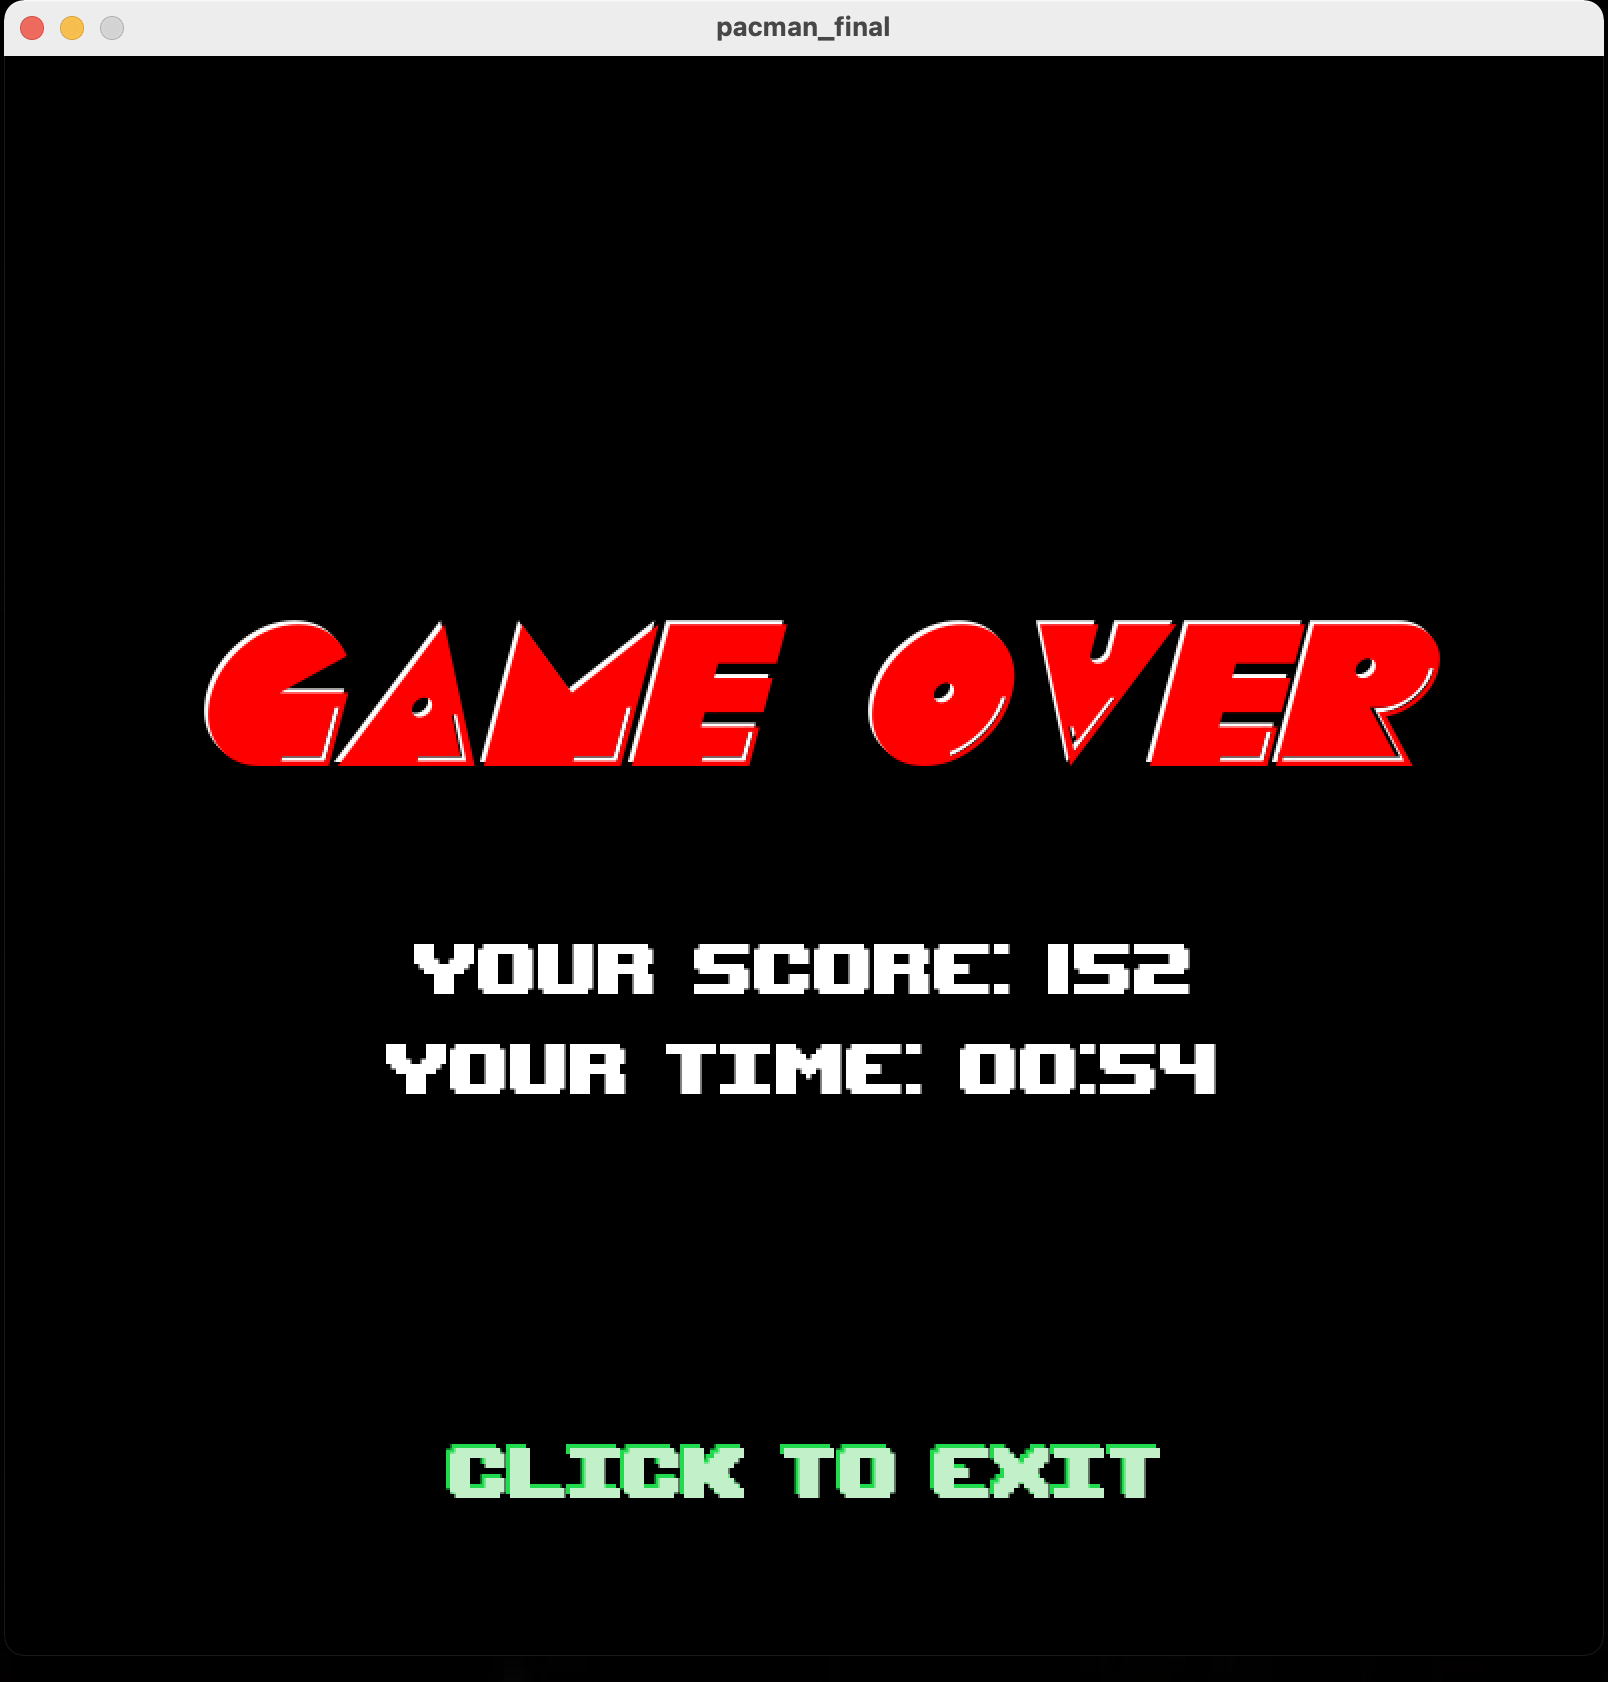 pacman_final
GAME OVER
YOUR SCORE: 152
YOUR TIME: 00:54
CLICK TO EXIT